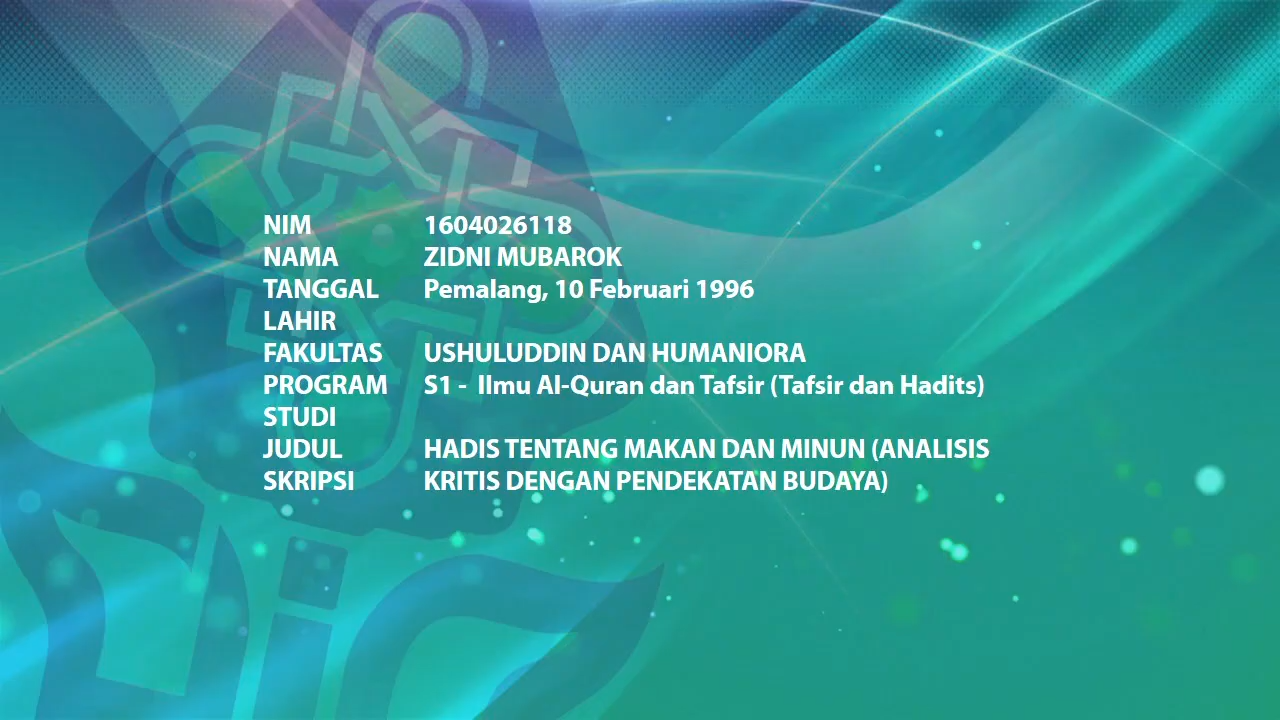 NIM 1604026118
NAMA ZIDNI MUBAROK
TANGGAL Pemalang, 10 Februari 1996
LAHIR
FAKULTAS USHULUDDIN DAN HUMANIORA
PROGRAM S1 - Ilmu Al-Quran dan Tafsir (Tafsir dan Hadits)
STUDI
JUDUL HADIS TENTANG MAKAN DAN MINUN (ANALISIS
SKRIPSI KRITIS DENGAN PENDEKATAN BUDAYA)